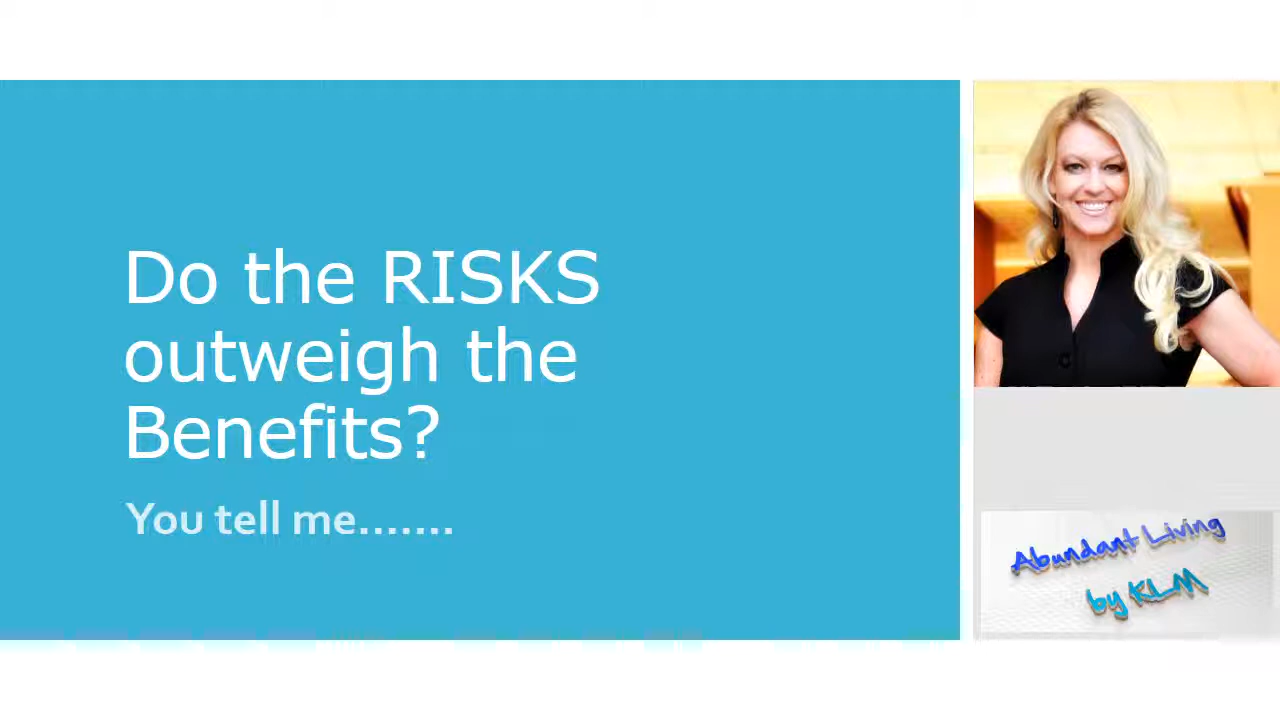 Do the RISKS
outweigh the
Benefits?
You tell me.......
Abundant Living
by KLM